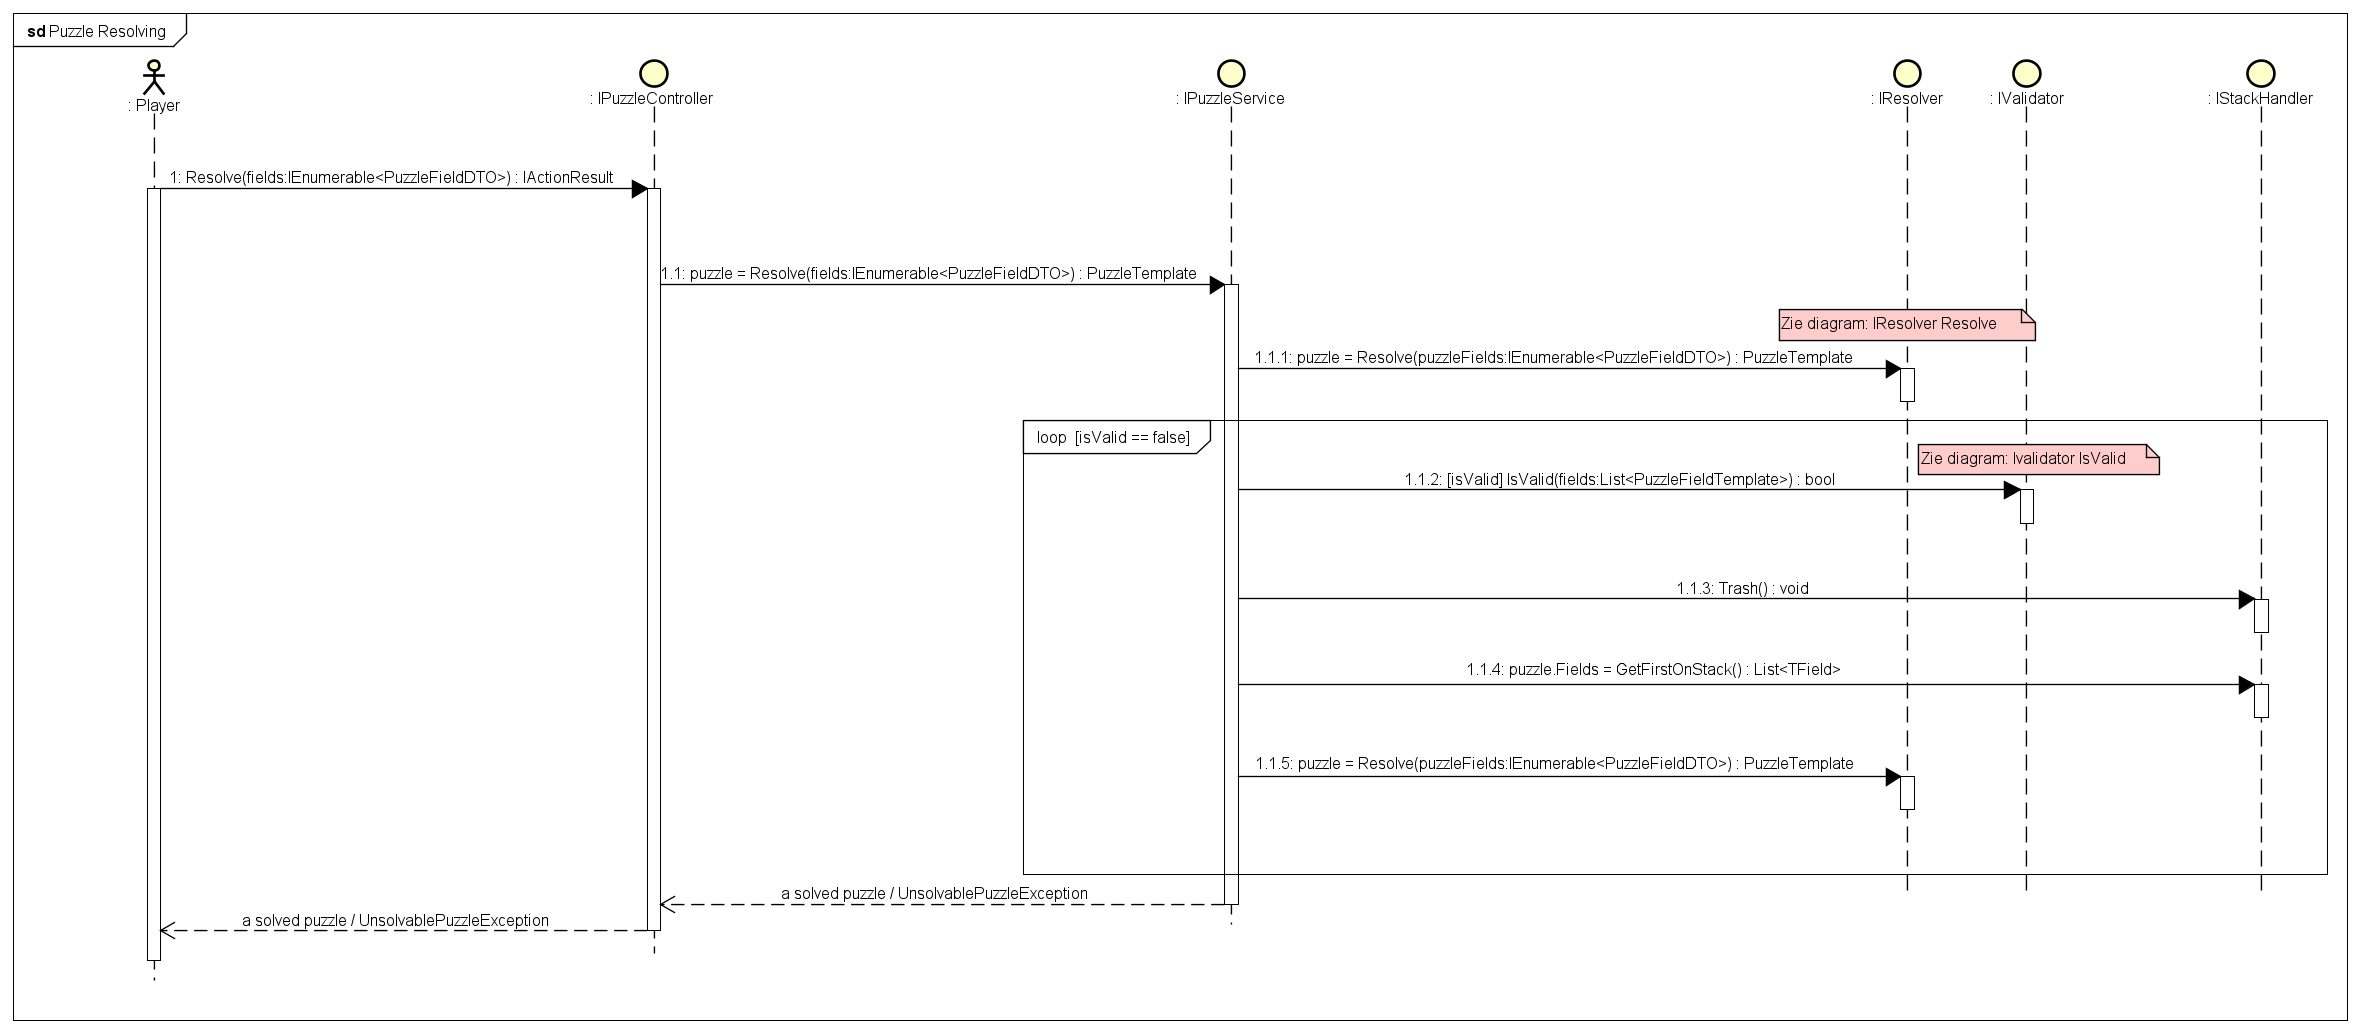 sd Puzzle Resolving
: Player
: IPuzzleController
: IPuzzleService
: IResolver
: IValidator
: IStackHandler
1: Resolve(fields:IEnumerable<PuzzleFieldDTO>) : IActionResult
1.1: puzzle = Resolve(fields:IEnumerable<PuzzleFieldDTO>) : PuzzleTemplate
Zie diagram: IResolver Resolve
1.1.1: puzzle = Resolve(puzzleFields:IEnumerable<PuzzleFieldDTO>) : PuzzleTemplate
loop [isValid == false]
Zie diagram: Ivalidator IsValid
1.1.2: [isValid] IsValid(fields:List<PuzzleFieldTemplate>) : bool
1.1.3: Trash() : void
1.1.4: puzzle.Fields = GetFirstOnStack() : List<TField>
1.1.5: puzzle = Resolve(puzzleFields:IEnumerable<PuzzleFieldDTO>) : PuzzleTemplate
a solved puzzle / UnsolvablePuzzleException
a solved puzzle / UnsolvablePuzzleException